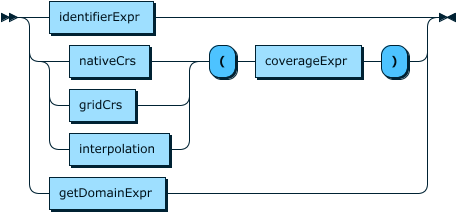 identifierExpr
nativeCrs ( coverageExpr )
gridCrs
interpolation
getDomainExpr